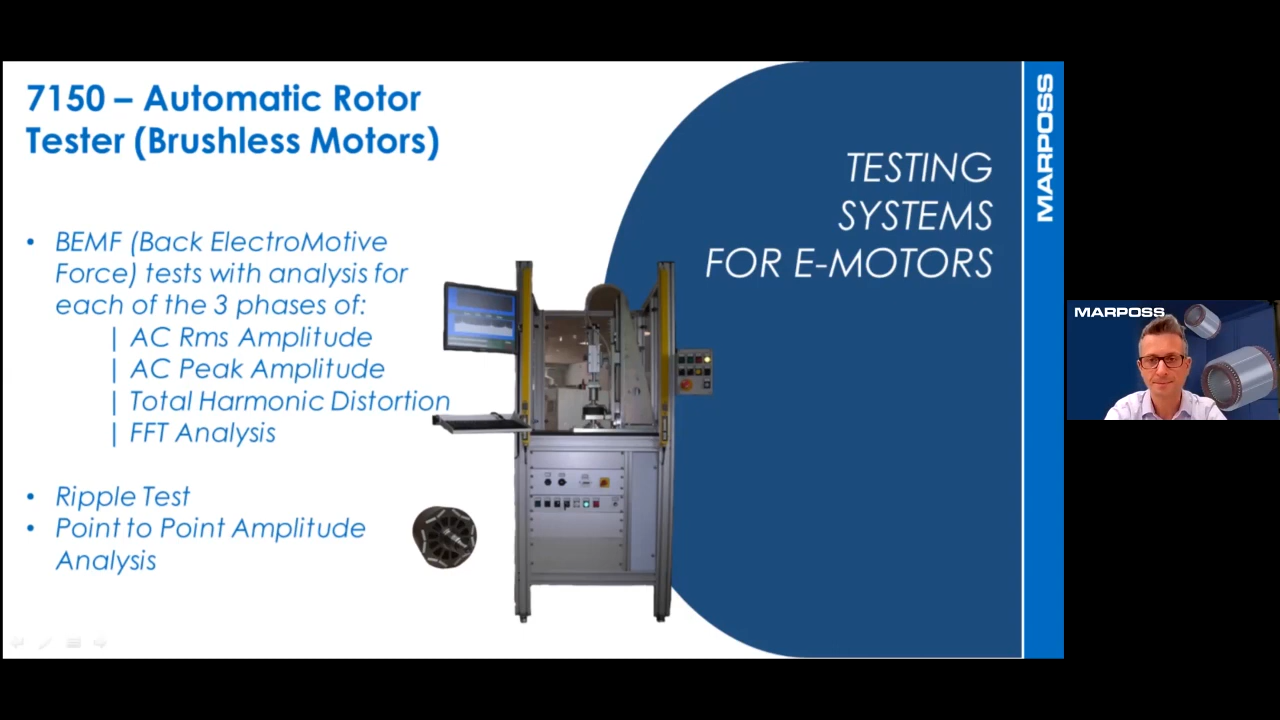 7150 – Automatic Rotor
Tester (Brushless Motors)
• BEMF (Back ElectroMotive
Force) tests with analysis for
each of the 3 phases of:
| AC Rms Amplitude
| AC Peak Amplitude
| Total Harmonic Distortion
| FFT Analysis
• Ripple Test
• Point to Point Amplitude
Analysis
TESTING
SYSTEMS
FOR E-MOTORS
MARPOSS
MARPOSS